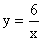 y = 6/x